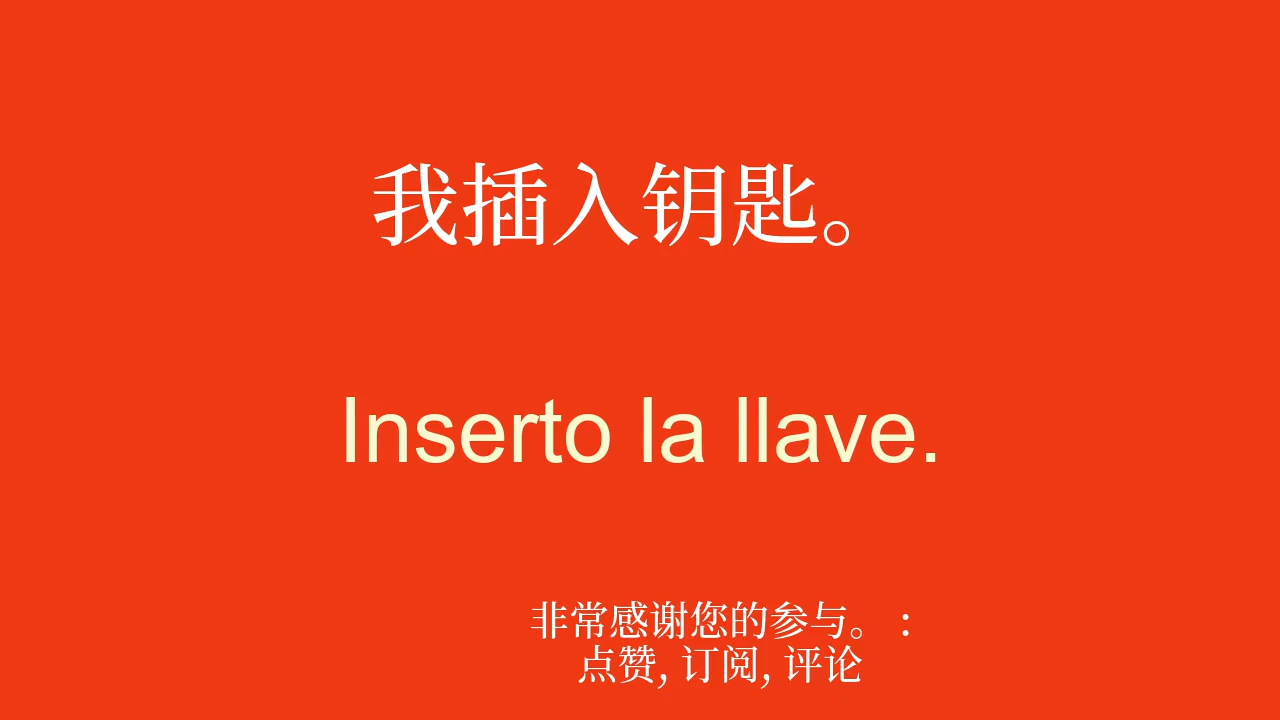 我插入钥匙。
Inserto la llave.
非常感谢您的参与。 :
点赞, 订阅, 评论